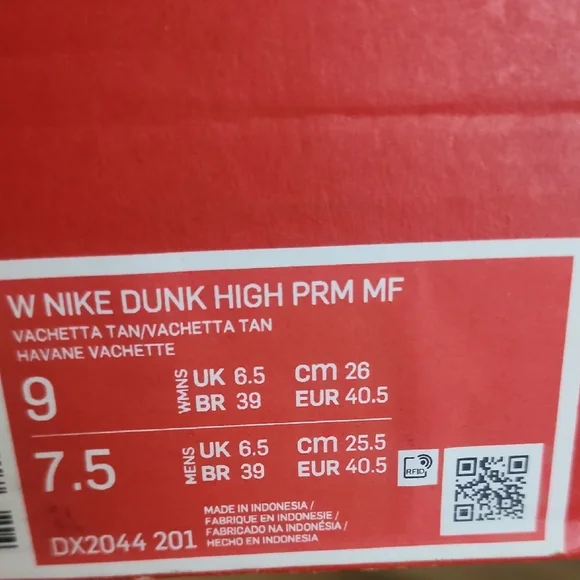 W NIKE DUNK HIGH PRM MF
VACHETTA TAN/VACHETTA TAN
HAVANE VACHETTE
9 WMNS UK 6.5 cm 26
BR 39 EUR 40.5
7.5 MENS UK 6.5 cm 25.5
BR 39 EUR 40.5
RFID
MADE IN INDONESIA /
FABRIQUE EN INDONESIE /
FABRICADO NA INDONÉSIA /
DX2044 201 HECHO EN INDONESIA